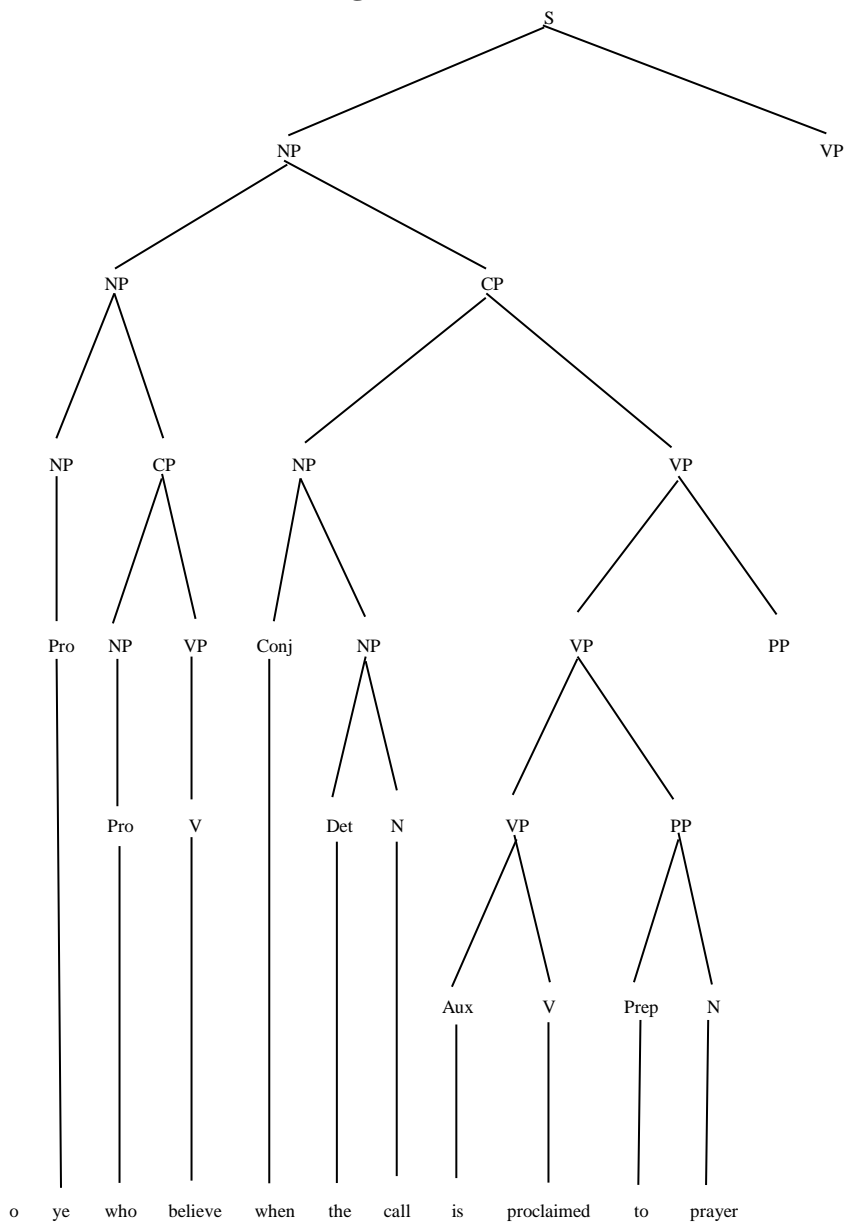 S
NP VP
NP CP
NP CP NP VP
Pro NP VP Conj NP VP PP
Pro V Det N VP PP
Aux V Prep N
o ye who believe when the call is proclaimed to prayer